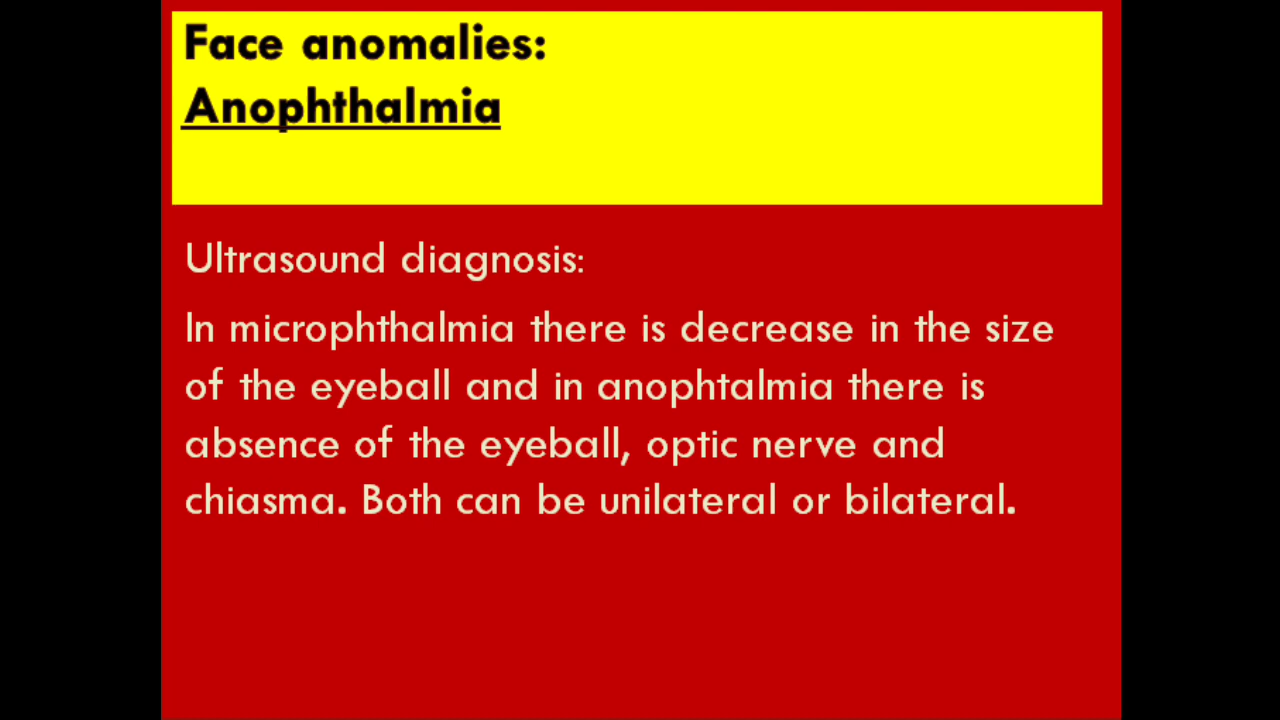 Face anomalies:
Anophthalmia
Ultrasound diagnosis:
In microphthalmia there is decrease in the size
of the eyeball and in anophtalmia there is
absence of the eyeball, optic nerve and
chiasma. Both can be unilateral or bilateral.